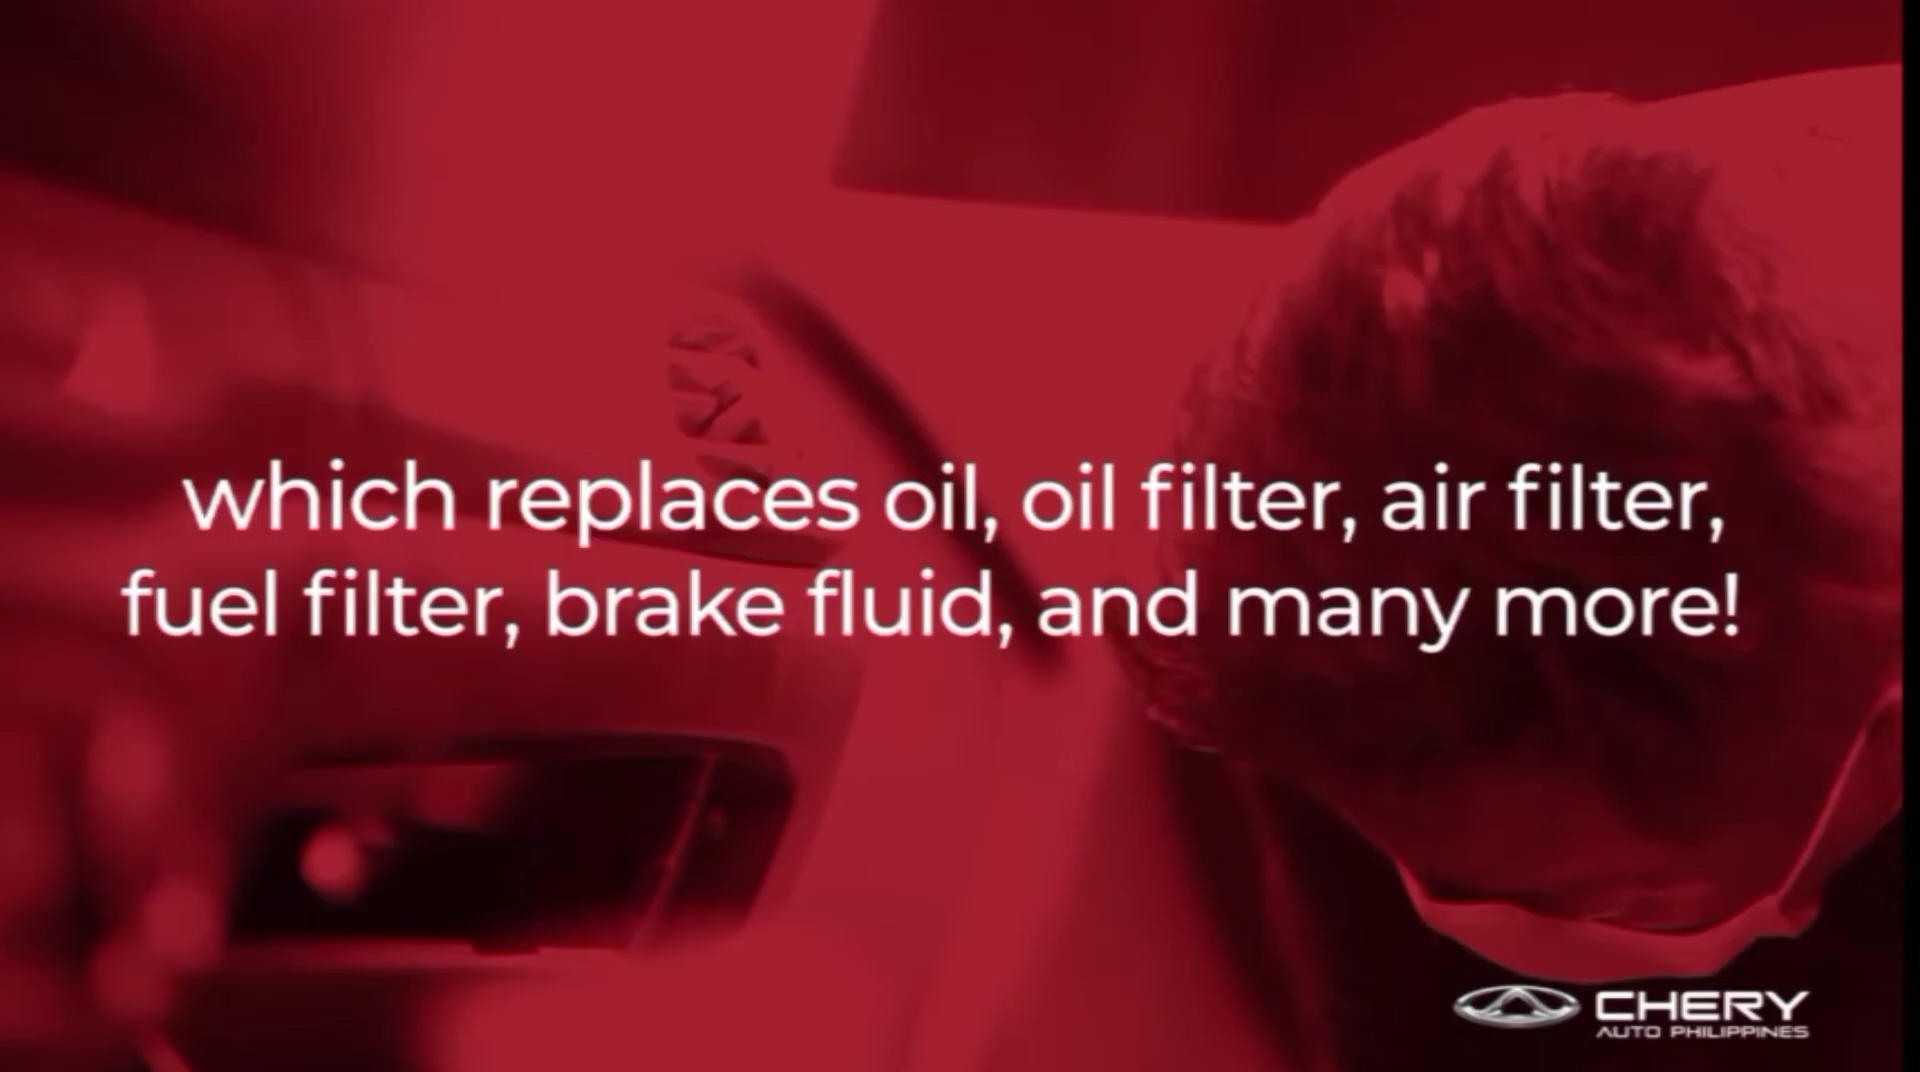 which replaces oil, oil filter, air filter,
fuel filter, brake fluid, and many more!
CHERY
AUTO PHILIPPINES